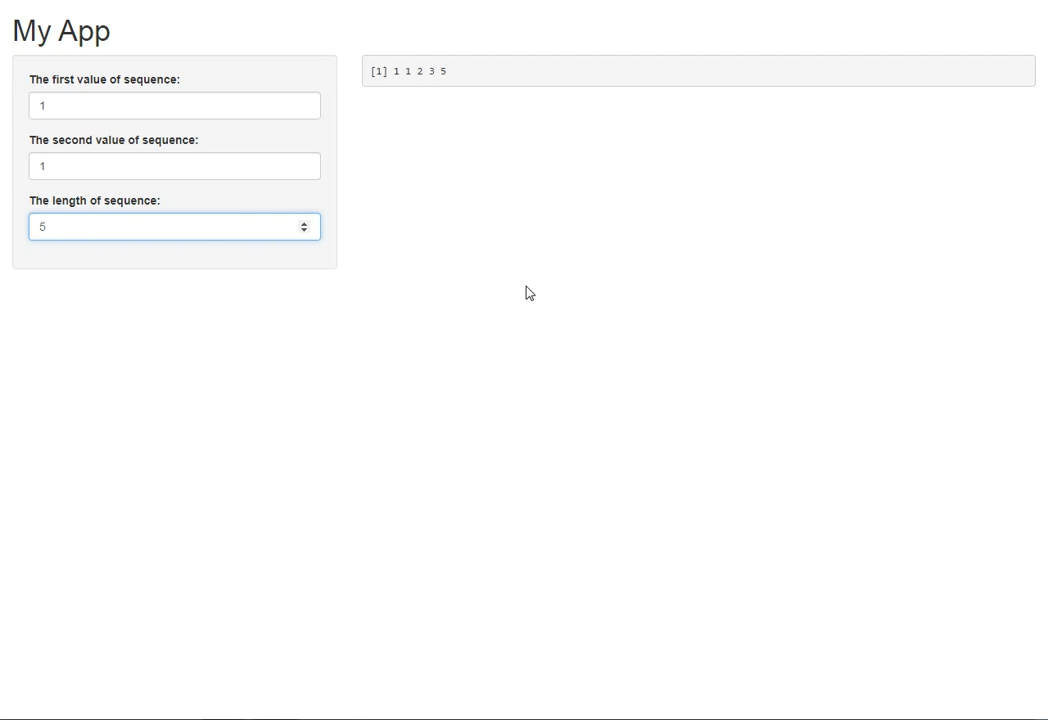 My App
The first value of sequence:
1
The second value of sequence:
1
The length of sequence:
5
[1] 1 1 2 3 5